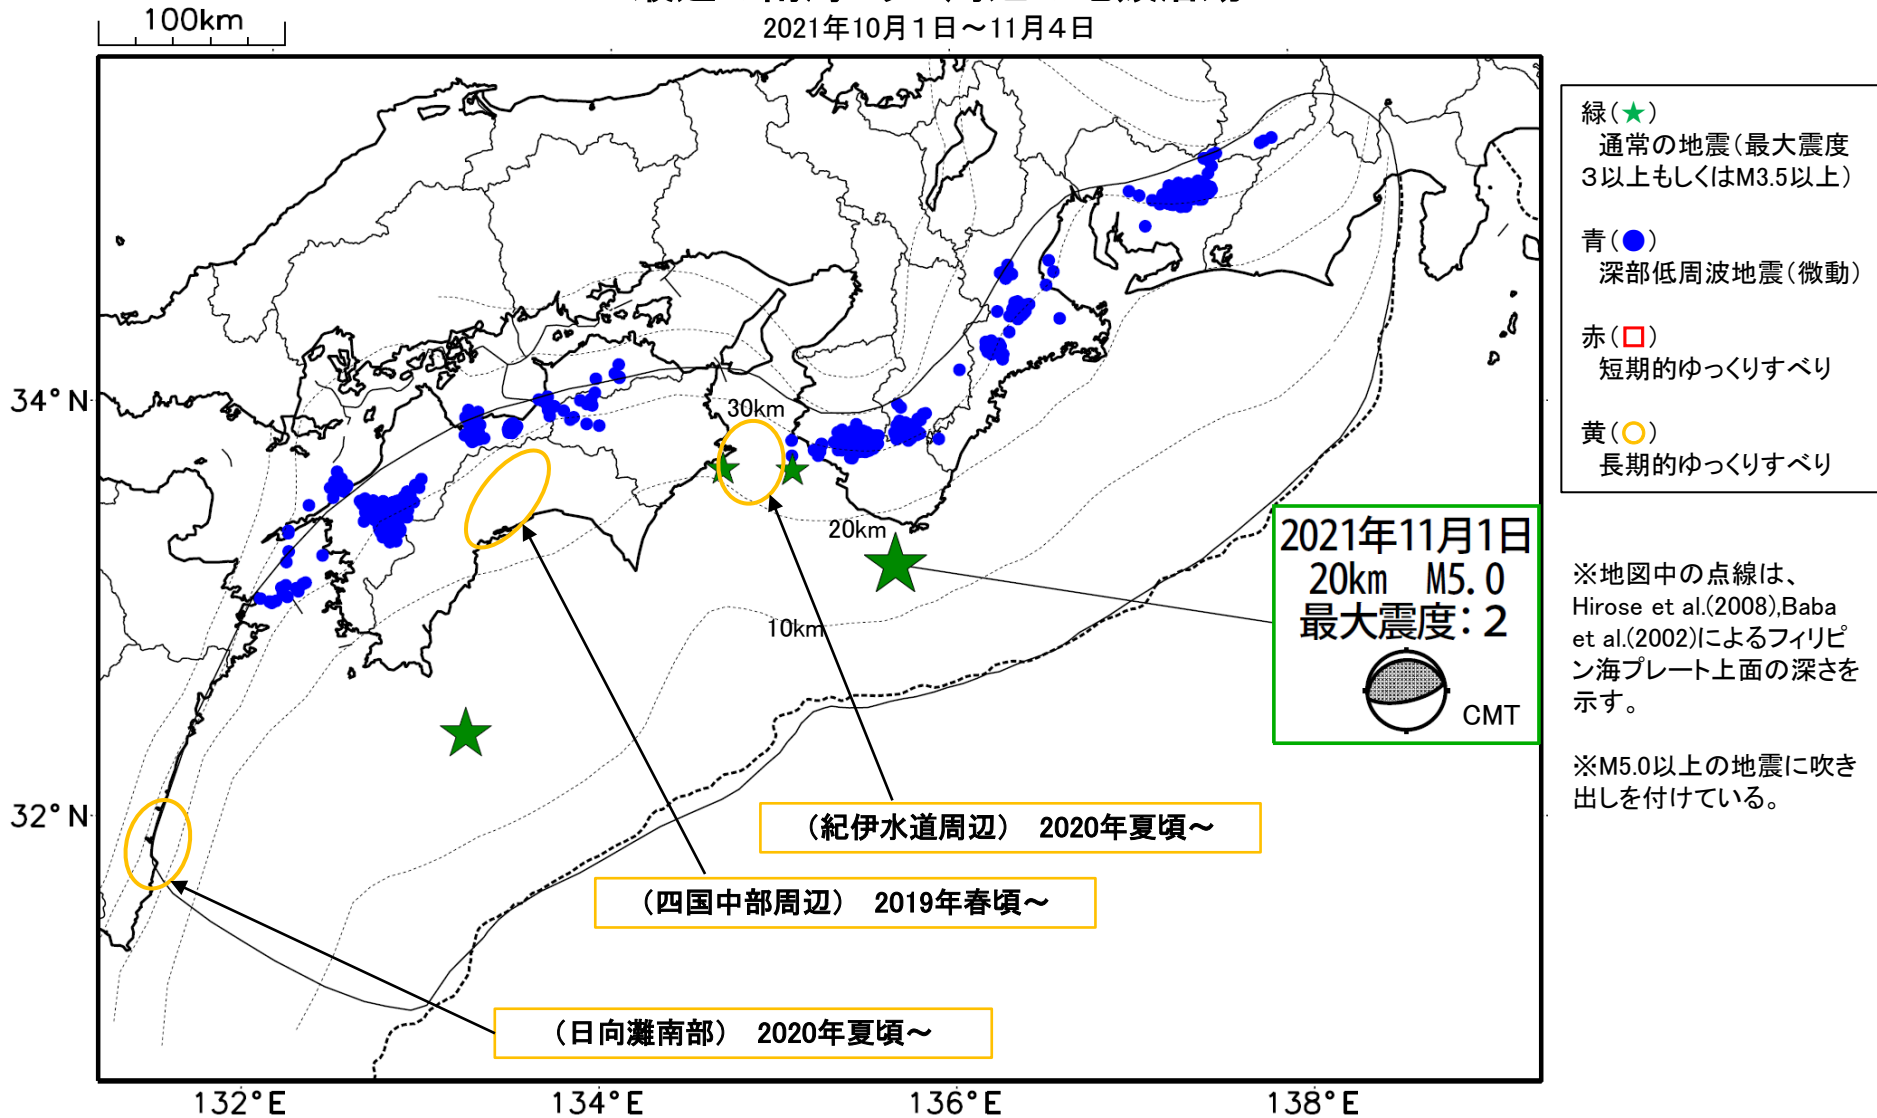 2021年10月1日～11月4日
100km
34°N
32°N
132°E
134°E
136°E
138°E
30km
20km
10km
2021年11月1日
20km M5.0
最大震度：2
CMT
（紀伊水道周辺） 2020年夏頃～
（四国中部周辺） 2019年春頃～
（日向灘南部） 2020年夏頃～
緑（★）
通常の地震（最大震度
３以上もしくはM3.5以上）
青（●）
深部低周波地震（微動）
赤（□）
短期的ゆっくりすべり
黄（○）
長期的ゆっくりすべり
※地図中の点線は、
Hirose et al.(2008),Baba
et al.(2002)によるフィリピ
ン海プレート上面の深さを
示す。
※M5.0以上の地震に吹き
出しを付けている。